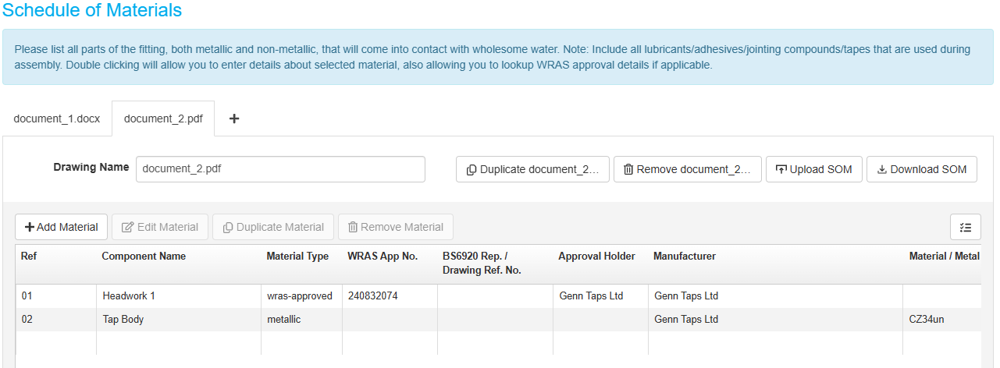 Schedule of Materials
Please list all parts of the fitting, both metallic and non-metallic, that will come into contact with wholesome water. Note: Include all lubricants/adhesives/jointing compounds/tapes that are used during
assembly. Double clicking will allow you to enter details about selected material, also allowing you to lookup WRAS approval details if applicable.
document_1.docx document_2.pdf +
Drawing Name document_2.pdf Duplicate document_2... Remove document_2... Upload SOM Download SOM
Add Material Edit Material Duplicate Material Remove Material
Ref Component Name Material Type WRAS App No. BS6920 Rep. / Approval Holder Manufacturer Material / Metal
Drawing Ref. No.
01 Headwork 1 wras-approved 240832074 Genn Taps Ltd Genn Taps Ltd
02 Tap Body metallic Genn Taps Ltd CZ34un